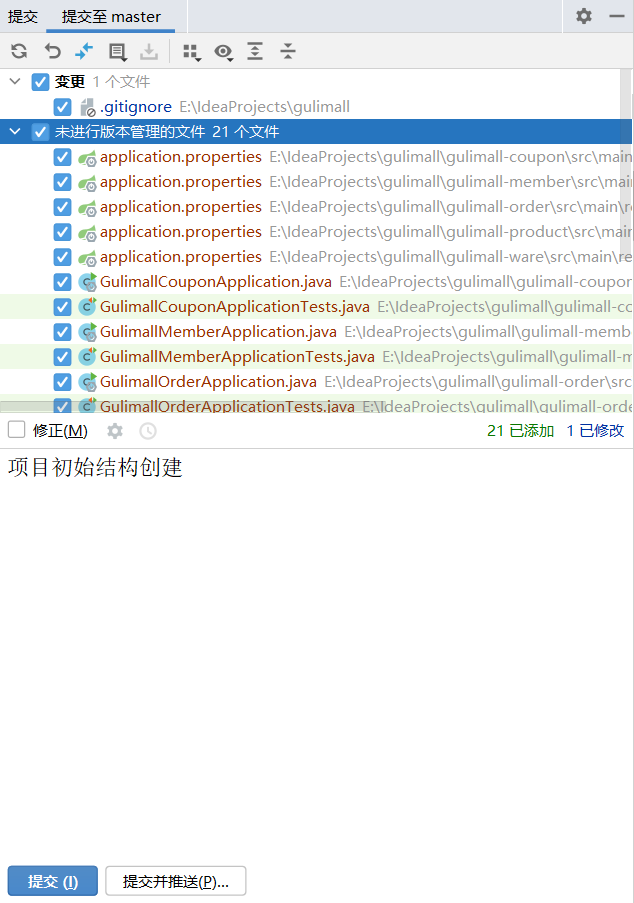 提交 提交至 master
变更 1 个文件
.gitignore E:\IdeaProjects\gulimall
未进行版本管理的文件 21 个文件
application.properties E:\IdeaProjects\gulimall\gulimall-coupon\src\main
application.properties E:\IdeaProjects\gulimall\gulimall-member\src\mai
application.properties E:\IdeaProjects\gulimall\gulimall-order\src\main\r
application.properties E:\IdeaProjects\gulimall\gulimall-product\src\mai
application.properties E:\IdeaProjects\gulimall\gulimall-ware\src\main\re
GulimallCouponApplication.java E:\IdeaProjects\gulimall\gulimall-coupon
GulimallCouponApplicationTests.java E:\IdeaProjects\gulimall\gulimall-co
GulimallMemberApplication.java E:\IdeaProjects\gulimall\gulimall-memb
GulimallMemberApplicationTests.java E:\IdeaProjects\gulimall\gulimall-m
GulimallOrderApplication.java E:\IdeaProjects\gulimall\gulimall-order\src
GulimallOrderApplicationTests.java E:\IdeaProjects\gulimall\gulimall-orde
修正(M) 21 已添加 1 已修改
项目初始结构创建
提交 (I) 提交并推送(P)...